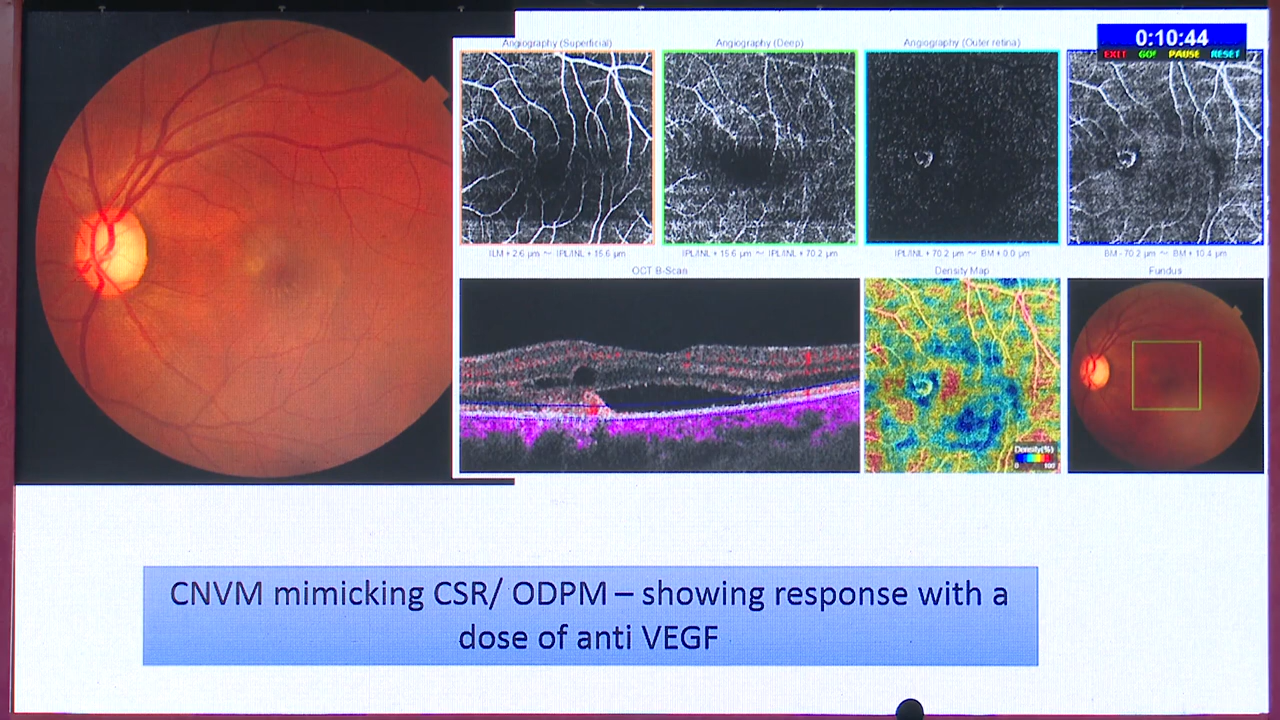 Angiography (Superficial)
Angiography (Deep)
Angiography (Outer retina)
0:10:44
EXIT GO! PAUSE RESET
ILM + 2.6 µm ~ IPL/INL + 15.6 µm
IPL/INL + 15.6 µm ~ IPL/INL + 70.2 µm
IPL/INL + 70.2 µm ~ BM + 0.0 µm
BM - 70.2 µm ~ BM + 10.4 µm
OCT B-Scan
Density Map
Fundus
Density(%)
0 100
CNVM mimicking CSR/ ODPM – showing response with a
dose of anti VEGF